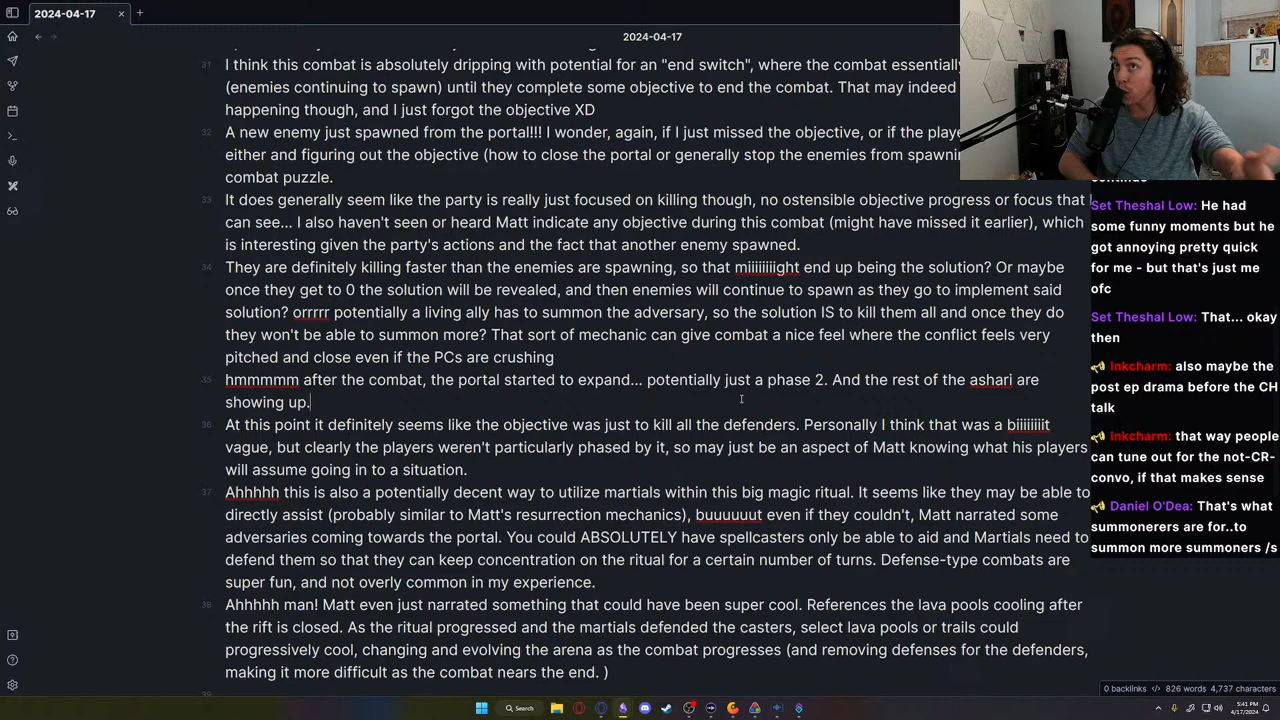 2024-04-17
2024-04-17
31
I think this combat is absolutely dripping with potential for an "end switch", where the combat essentially
(enemies continuing to spawn) until they complete some objective to end the combat. That may indeed
happening though, and I just forgot the objective XD
32
A new enemy just spawned from the portal!!! I wonder, again, if I just missed the objective, or if the
either and figuring out the objective (how to close the portal or generally stop the enemies from
combat puzzle.
33
It does generally seem like the party is really just focused on killing though, no ostensible objective progress or focus that I
can see... I also haven't seen or heard Matt indicate any objective during this combat (might have missed it earlier), which
is interesting given the party's actions and the fact that another enemy spawned.
34
They are definitely killing faster than the enemies are spawning, so that miiiiiiiight end up being the solution? Or maybe
once they get to 0 the solution will be revealed, and then enemies will continue to spawn as they go to implement said
solution? orrrrr potentially a living ally has to summon the adversary, so the solution IS to kill them all and once they do
they won't be able to summon more? That sort of mechanic can give combat a nice feel where the conflict feels very
pitched and close even if the PCs are crushing
35
hmmmmm after the combat, the portal started to expand... potentially just a phase 2. And the rest of the ashari are
showing up.
36
At this point it definitely seems like the objective was just to kill all the defenders. Personally I think that was a biiiiiiiit
vague, but clearly the players weren't particularly phased by it, so may just be an aspect of Matt knowing what his players
will assume going in to a situation.
37
Ahhhhh this is also a potentially decent way to utilize martials within this big magic ritual. It seems like they may be able to
directly assist (probably similar to Matt's resurrection mechanics), buuuuuut even if they couldn't, Matt narrated some
adversaries coming towards the portal. You could ABSOLUTELY have spellcasters only be able to aid and Martials need to
defend them so that they can keep concentration on the ritual for a certain number of turns. Defense-type combats are
super fun, and not overly common in my experience.
38
Ahhhhh man! Matt even just narrated something that could have been super cool. References the lava pools cooling after
the rift is closed. As the ritual progressed and the martials defended the casters, select lava pools or trails could
progressively cool, changing and evolving the arena as the combat progresses (and removing defenses for the defenders,
making it more difficult as the combat nears the end. )
39
continue
Set Theshal Low: He had
some funny moments but he
got annoying pretty quick
for me - but that's just me
ofc
Set Theshal Low: That... okay
then
Inkcharm: also maybe the
post ep drama before the CH
talk
Inkcharm: that way people
can tune out for the not-CR-
convo, if that makes sense
Daniel O'Dea: That's what
summonerers are for..to
summon more summoners /s
0 backlinks 826 words 4,737 characters
Search
5:41 PM
4/17/2024